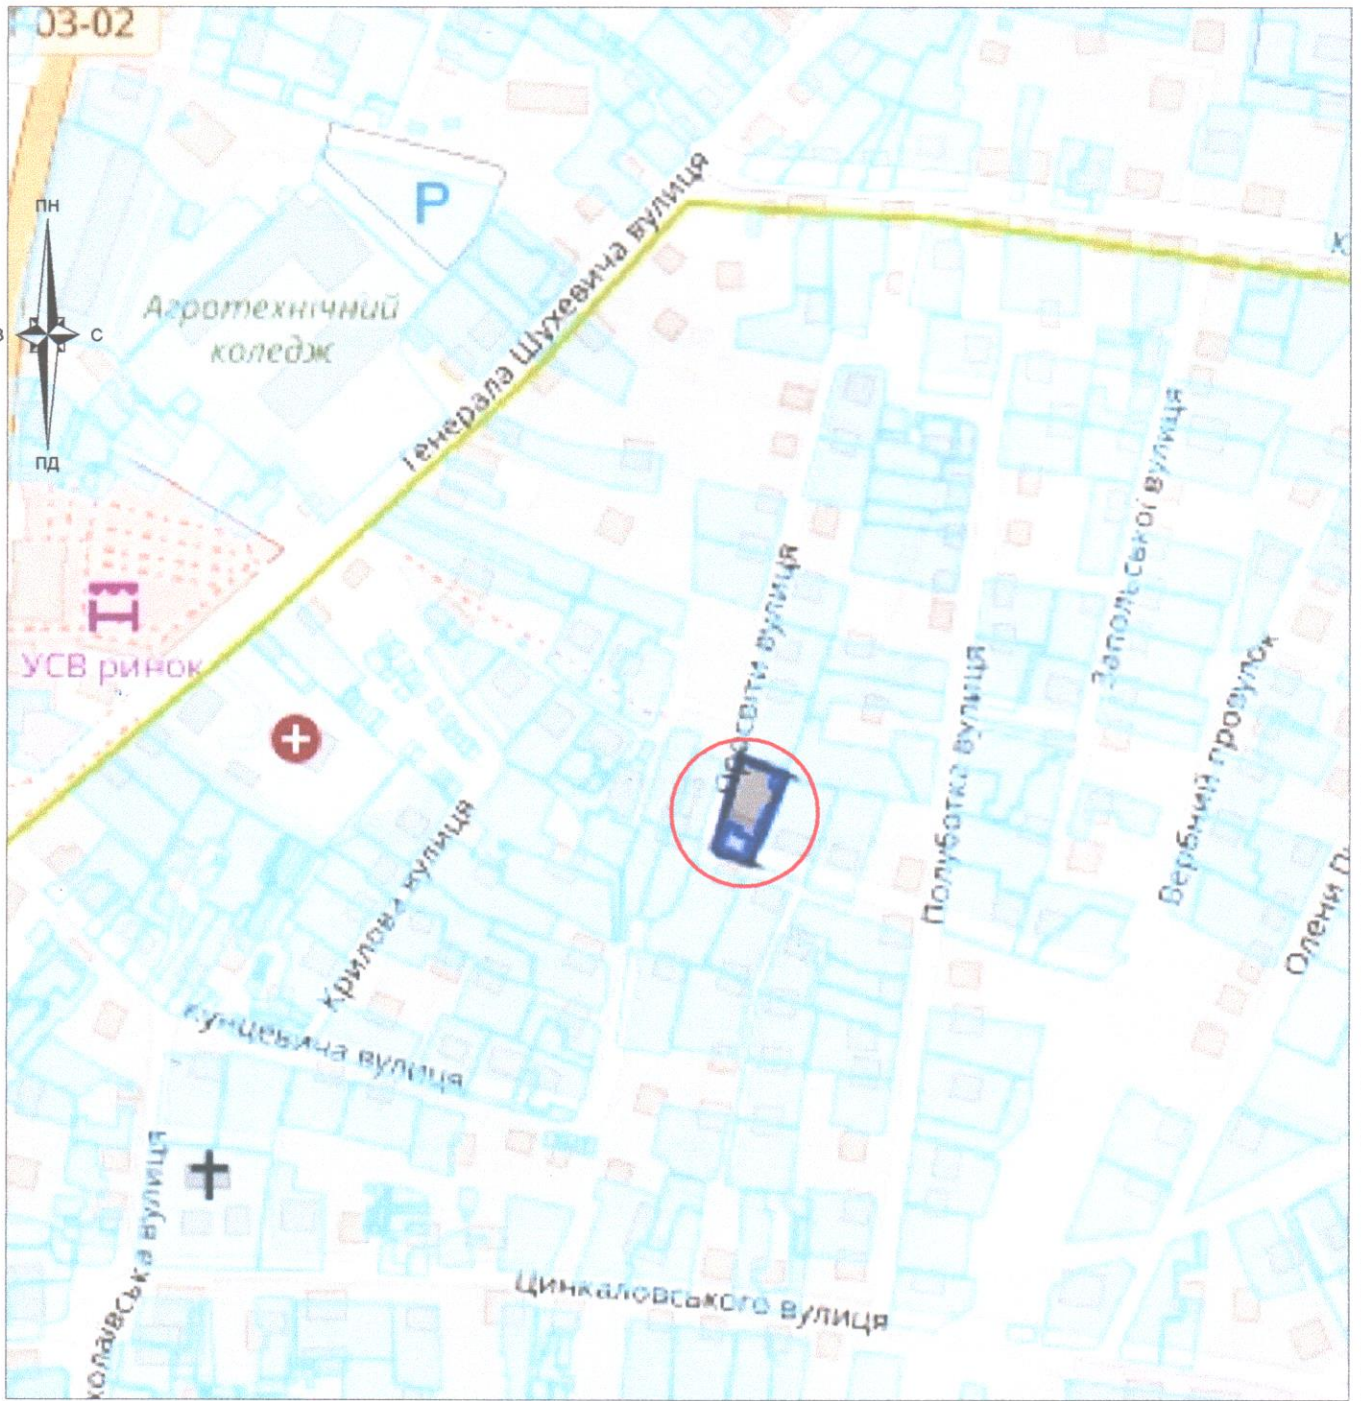 03-02
пн
P
Генерала Шухевича вулиця
Агротехнічний
коледж
в
с
пд
УСВ ринок
вулиця
Полуботка вулиця
Запольської вулиця
Вербний провулок
Олени
Крилова вулиця
Кунцевича вулиця
вулиця
Цинкаловського вулиця